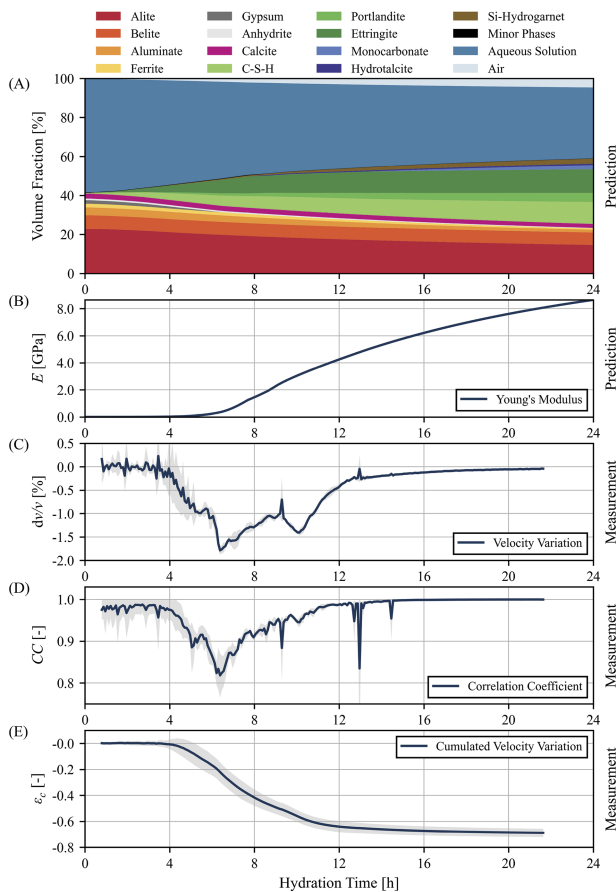 Alite Gypsum Portlandite Si-Hydrogarnet
Belite Anhydrite Ettringite Minor Phases
Aluminate Calcite Monocarbonate Aqueous Solution
Ferrite C-S-H Hydrotalcite Air
(A)
100
80
60
40
20
0
Volume Fraction [%]
Prediction
0 4 8 12 16 20 24
(B)
8.0
6.0
4.0
2.0
0.0
E [GPa]
Young's Modulus
Prediction
0 4 8 12 16 20 24
(C)
0.5
0.0
-0.5
-1.0
-1.5
-2.0
dv/v [%]
Velocity Variation
Measurement
0 4 8 12 16 20 24
(D)
1.0
0.9
0.8
CC [-]
Correlation Coefficient
Measurement
0 4 8 12 16 20 24
(E)
-0.0
-0.2
-0.4
-0.6
-0.8
εc [-]
Cumulated Velocity Variation
Measurement
0 4 8 12 16 20 24
Hydration Time [h]